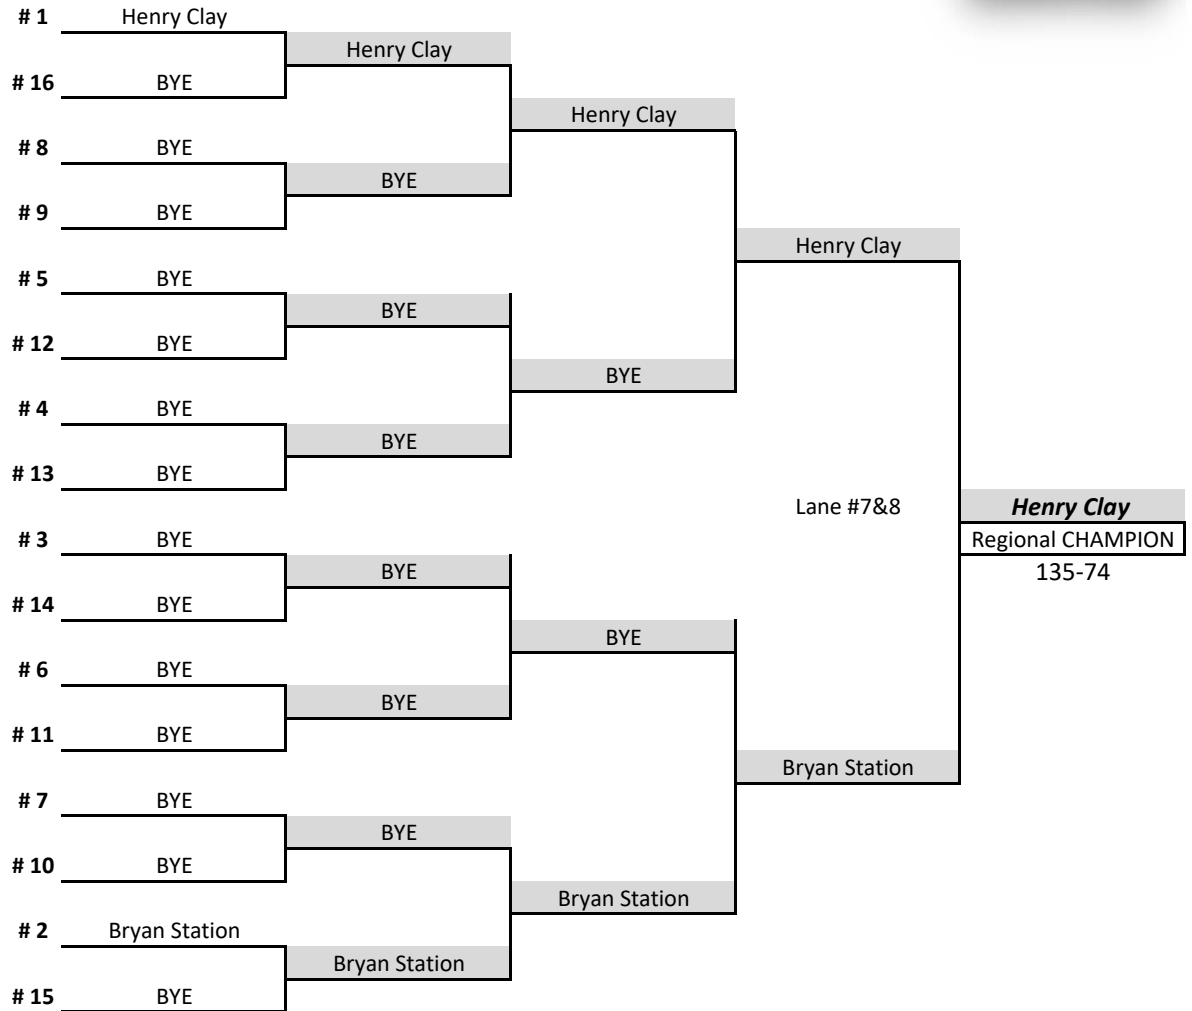 # 1 Henry Clay
Henry Clay
# 16 BYE
Henry Clay
# 8 BYE
BYE
# 9 BYE
Henry Clay
# 5 BYE
BYE
# 12 BYE
BYE
# 4 BYE
BYE
# 13 BYE
Lane #7&8
Henry Clay
# 3 BYE
Regional CHAMPION
BYE
135-74
# 14 BYE
BYE
# 6 BYE
BYE
# 11 BYE
Bryan Station
# 7 BYE
BYE
# 10 BYE
Bryan Station
# 2 Bryan Station
Bryan Station
# 15 BYE